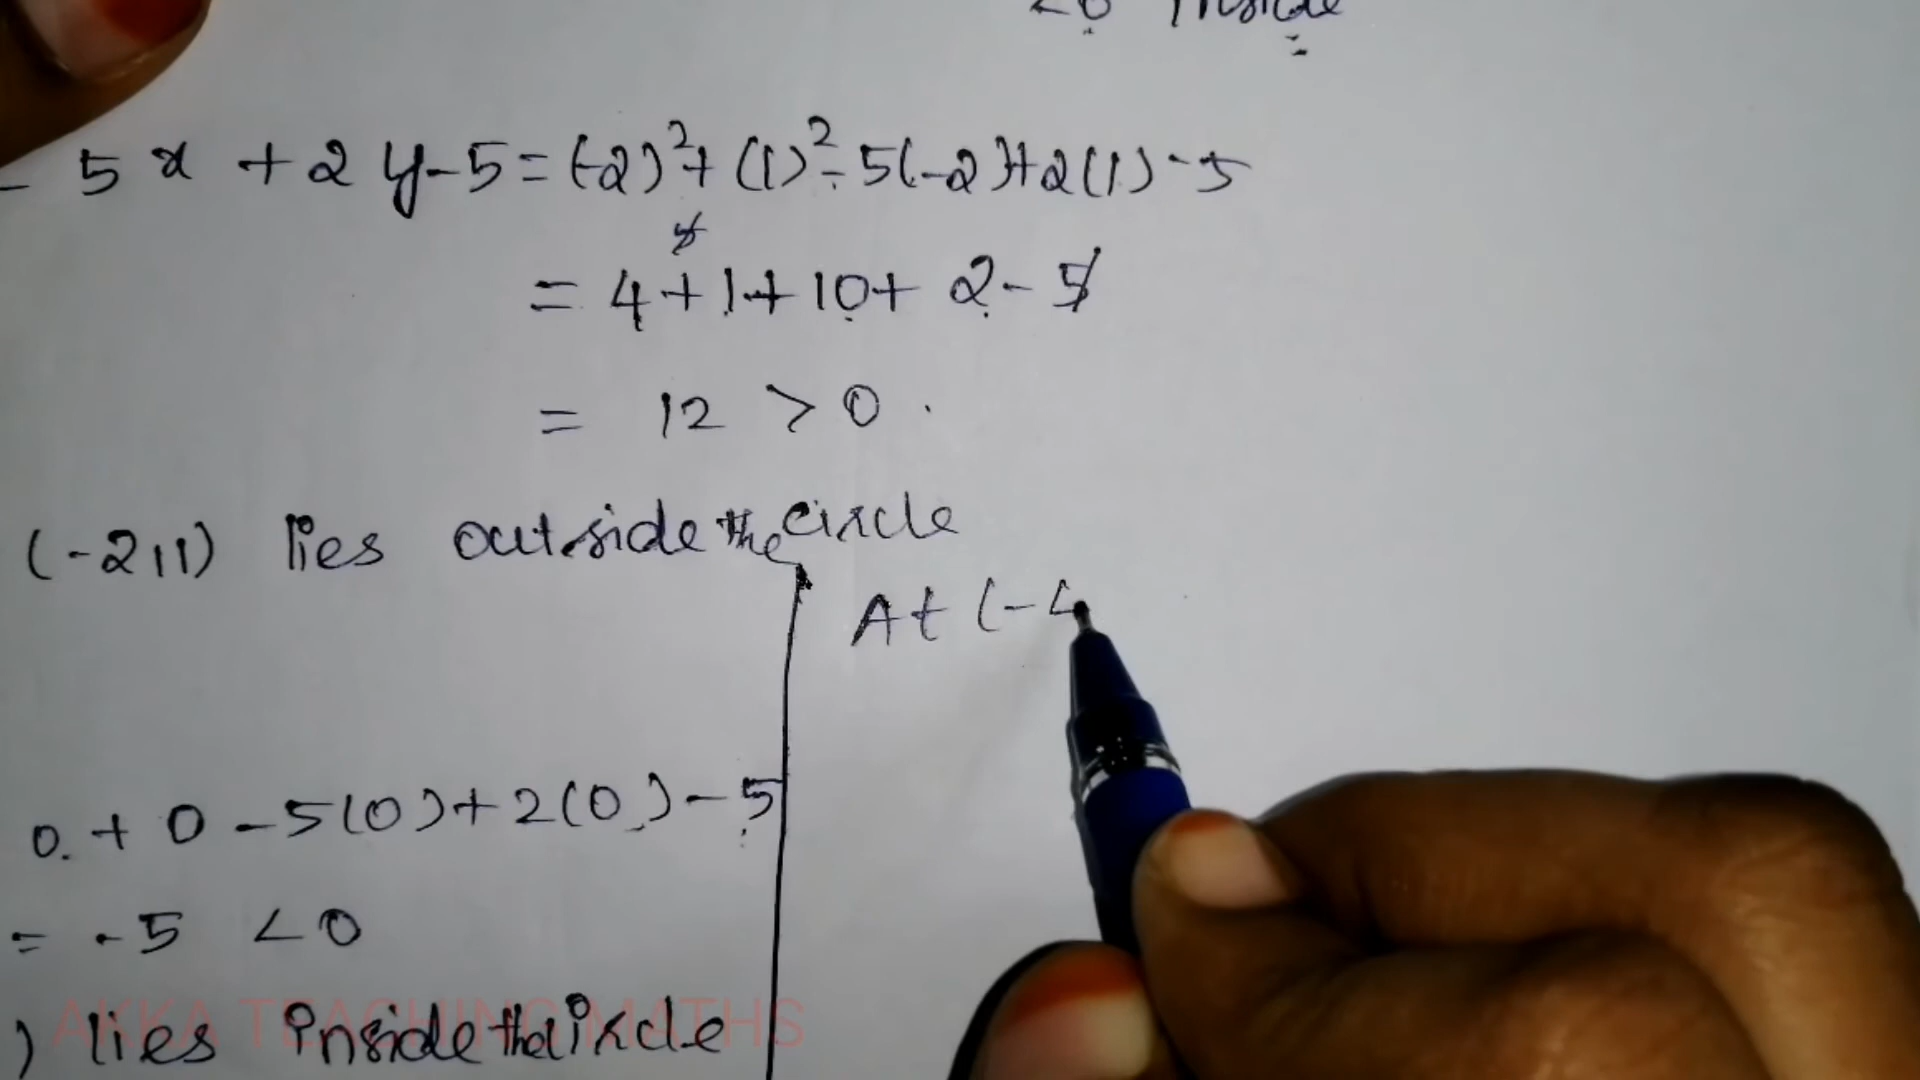 <0 Inside
- 5x + 2y-5 = (-2)²+ (1)²- 5(-2)+2(1)-5
= 4+1+10+ 2-5
= 12 > 0.
(-2,1) lies outside the circle
At (-4
0. + 0 -5(0)+2(0)-5
= -5 <0
) lies inside the circle
AKKA TEACHING MATHS